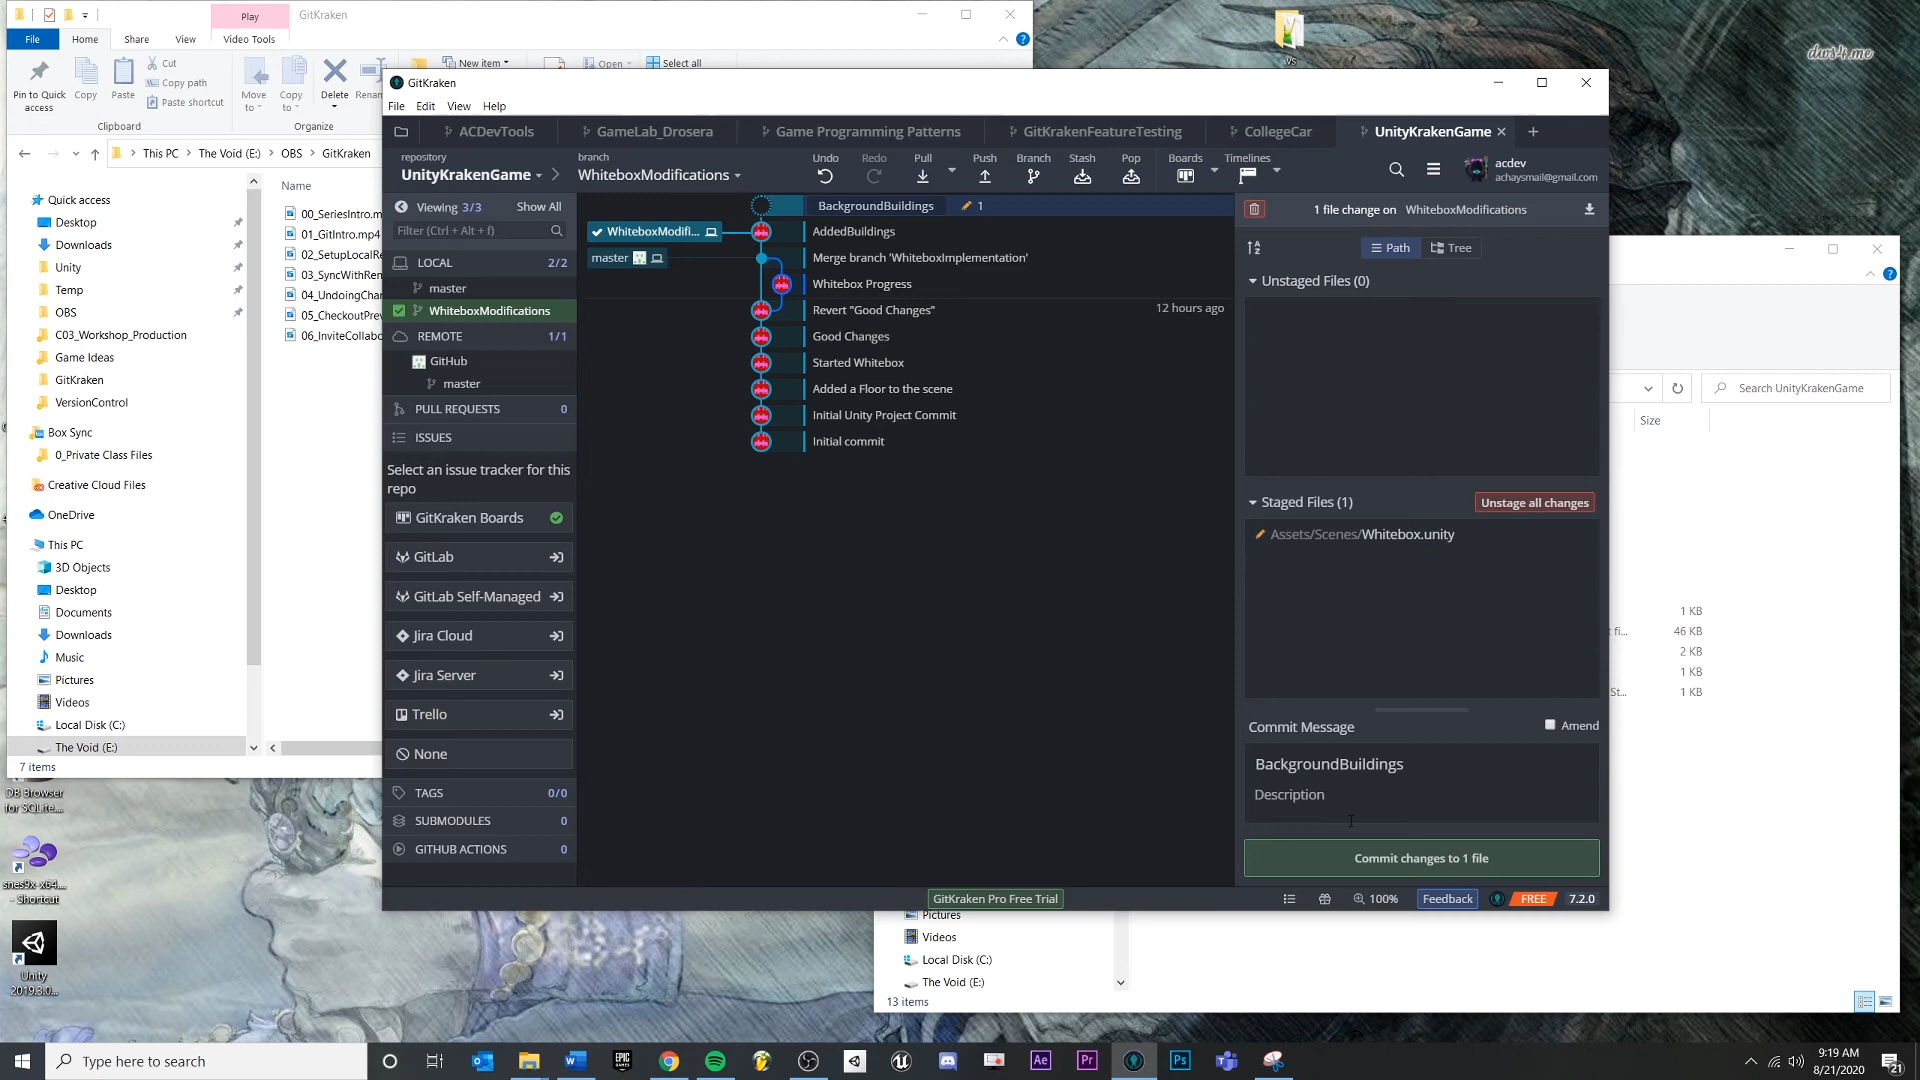 Play
GitKraken
File
Home
Share
View
Video Tools
Pin to Quick
access
Copy
Paste
Cut
Copy path
Paste shortcut
Move
to
Copy
to
Delete
New item
Open
Select all
Clipboard
Organize
This PC
The Void (E:)
OBS
GitKraken
Quick access
Desktop
Downloads
Unity
Temp
OBS
C03_Workshop_Production
Game Ideas
GitKraken
VersionControl
Box Sync
0_Private Class Files
Creative Cloud Files
OneDrive
This PC
3D Objects
Desktop
Documents
Downloads
Music
Pictures
Videos
Local Disk (C:)
The Void (E:)
7 items
Name
00_SeriesIntro.m
01_GitIntro.mp4
02_SetupLocalRe
03_SyncWithRen
04_UndoingChar
05_CheckoutPrev
06_InviteCollabo
GitKraken
File
Edit
View
Help
ACDevTools
GameLab_Drosera
Game Programming Patterns
GitKrakenFeatureTesting
CollegeCar
UnityKrakenGame
repository
UnityKrakenGame
branch
WhiteboxModifications
Undo
Redo
Pull
Push
Branch
Stash
Pop
Boards
Timelines
acdev
achaysmail@gmail.com
Viewing 3/3
Show All
Filter (Ctrl + Alt + f)
LOCAL
2/2
master
WhiteboxModifications
REMOTE
1/1
GitHub
master
PULL REQUESTS
0
ISSUES
Select an issue tracker for this
repo
GitKraken Boards
GitLab
GitLab Self-Managed
Jira Cloud
Jira Server
Trello
None
TAGS
0/0
SUBMODULES
0
GITHUB ACTIONS
0
WhiteboxModifi...
master
BackgroundBuildings
1
AddedBuildings
Merge branch 'WhiteboxImplementation'
Whitebox Progress
Revert "Good Changes"
12 hours ago
Good Changes
Started Whitebox
Added a Floor to the scene
Initial Unity Project Commit
Initial commit
1 file change on
WhiteboxModifications
Path
Tree
Unstaged Files (0)
Staged Files (1)
Unstage all changes
Assets/Scenes/Whitebox.unity
Commit Message
Amend
BackgroundBuildings
Description
Commit changes to 1 file
GitKraken Pro Free Trial
100%
Feedback
FREE
7.2.0
Search UnityKrakenGame
Size
1 KB
46 KB
2 KB
1 KB
1 KB
Pictures
Videos
Local Disk (C:)
The Void (E:)
13 items
vs
dws4.me
DB Browser
for SQLite...
snes9x-x64....
- Shortcut
Unity
2019.3.0...
Type here to search
Ae
Pr
Ps
9:19 AM
8/21/2020
21